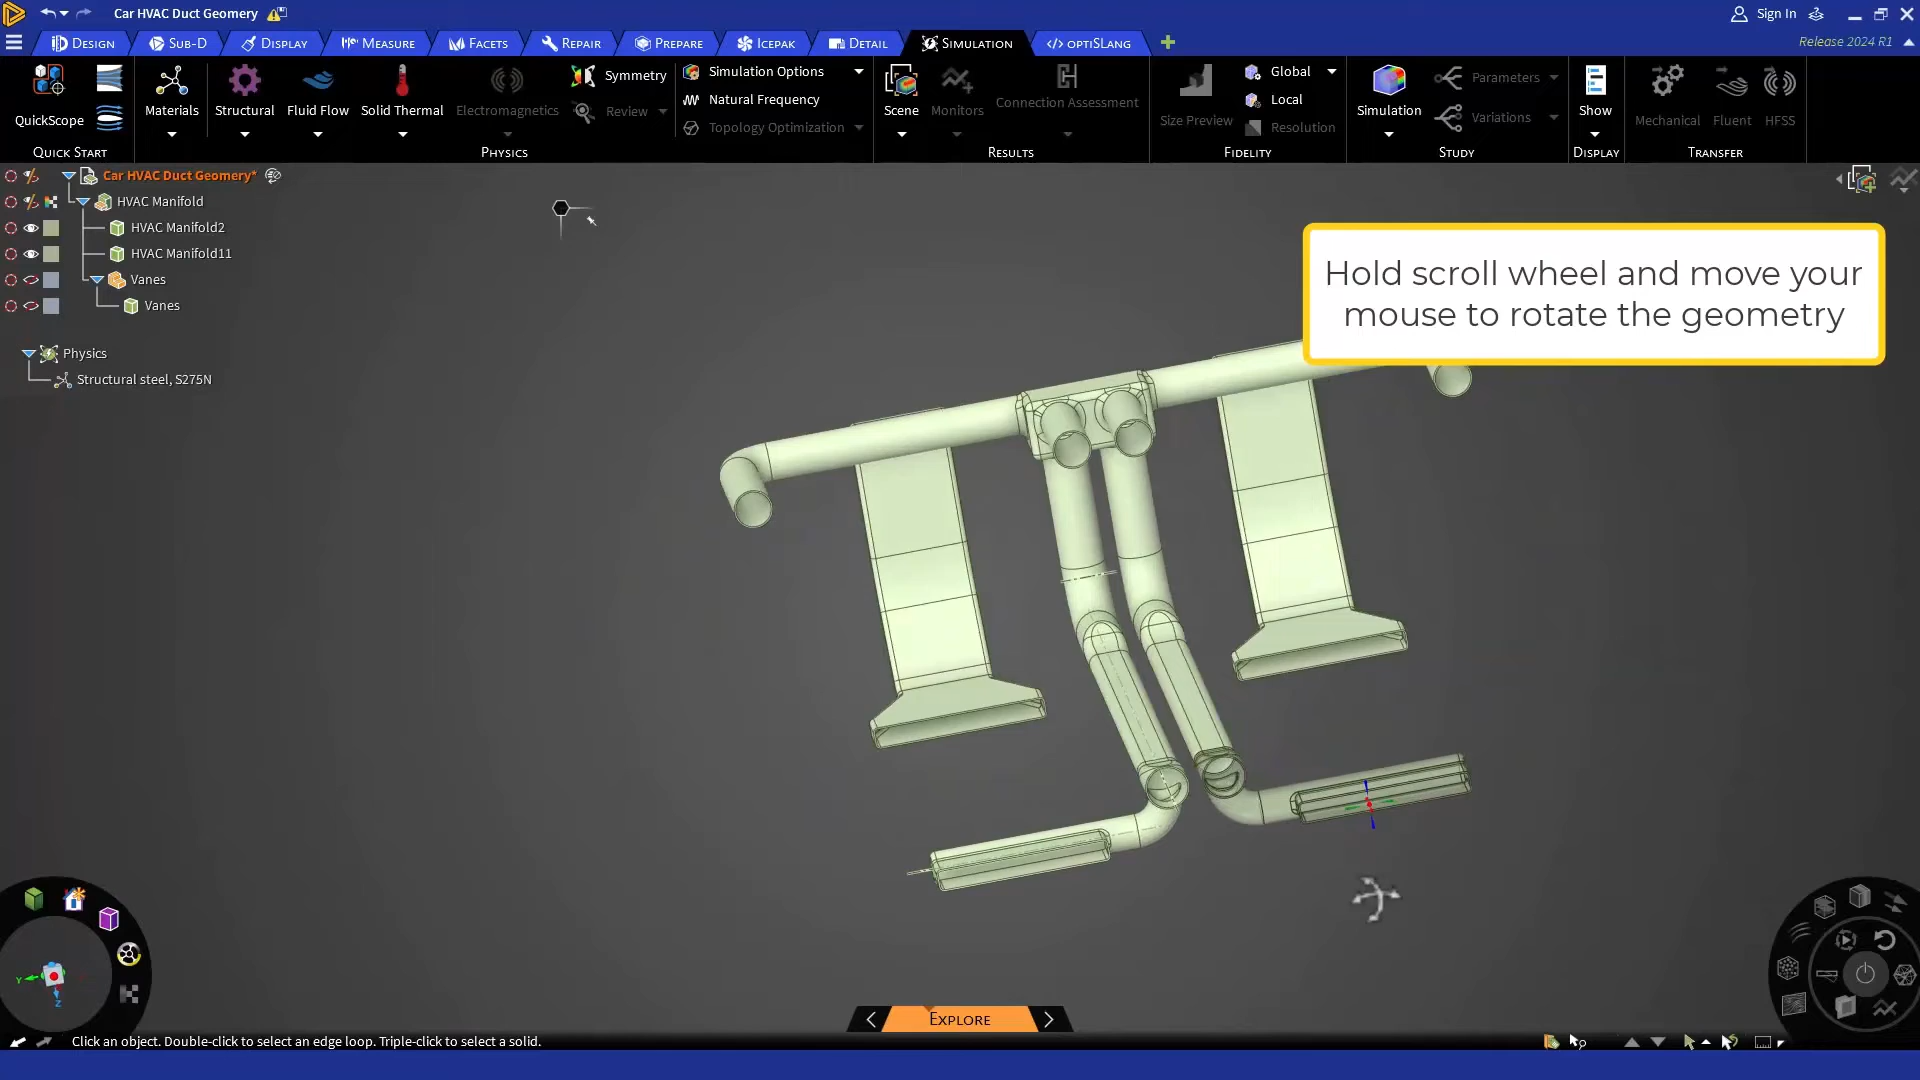 Car HVAC Duct Geomery
Sign In
Design
Sub-D
Display
Measure
Facets
Repair
Prepare
Icepak
Detail
Simulation
optiSLang
Release 2024 R1
QuickScope
Quick Start
Materials
Structural
Fluid Flow
Solid Thermal
Electromagnetics
Symmetry
Review
Simulation Options
Natural Frequency
Topology Optimization
Physics
Scene
Monitors
Connection Assessment
Results
Size Preview
Global
Local
Resolution
Fidelity
Simulation
Parameters
Variations
Study
Show
Display
Mechanical
Fluent
HFSS
Transfer
Car HVAC Duct Geomery*
HVAC Manifold
HVAC Manifold2
HVAC Manifold11
Vanes
Vanes
Physics
Structural steel, S275N
Hold scroll wheel and move your
mouse to rotate the geometry
Y
Z
Explore
Click an object. Double-click to select an edge loop. Triple-click to select a solid.